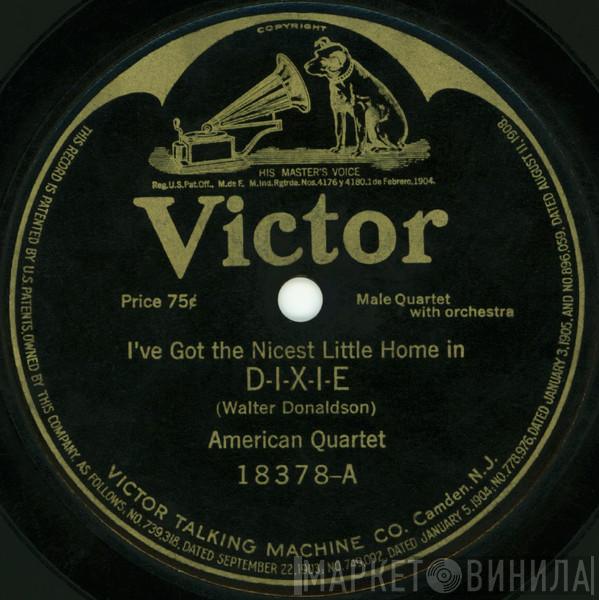 COPYRIGHT
HIS MASTER'S VOICE
Reg.U.S.Pat.Off., M.de F. M.Ind.Rgtrda.Nos.4176 y 4180,1 de Febrero,1904.
Victor
Price 75¢
Male Quartet
with orchestra
I've Got the Nicest Little Home in
D-I-X-I-E
(Walter Donaldson)
American Quartet
18378-A
VICTOR TALKING MACHINE CO. Camden. N.J.
THIS RECORD IS PATENTED BY U.S. PATENTS, OWNED BY THIS COMPANY, AS FOLLOWS, NO. 739,318, DATED SEPTEMBER 22, 1903, NO. 749,092, DATED JANUARY 5, 1904, NO. 778,976, DATED JANUARY 3, 1905, AND NO. 896,059, DATED AUGUST 11, 1908.
МАРКЕТ ВИНИЛА